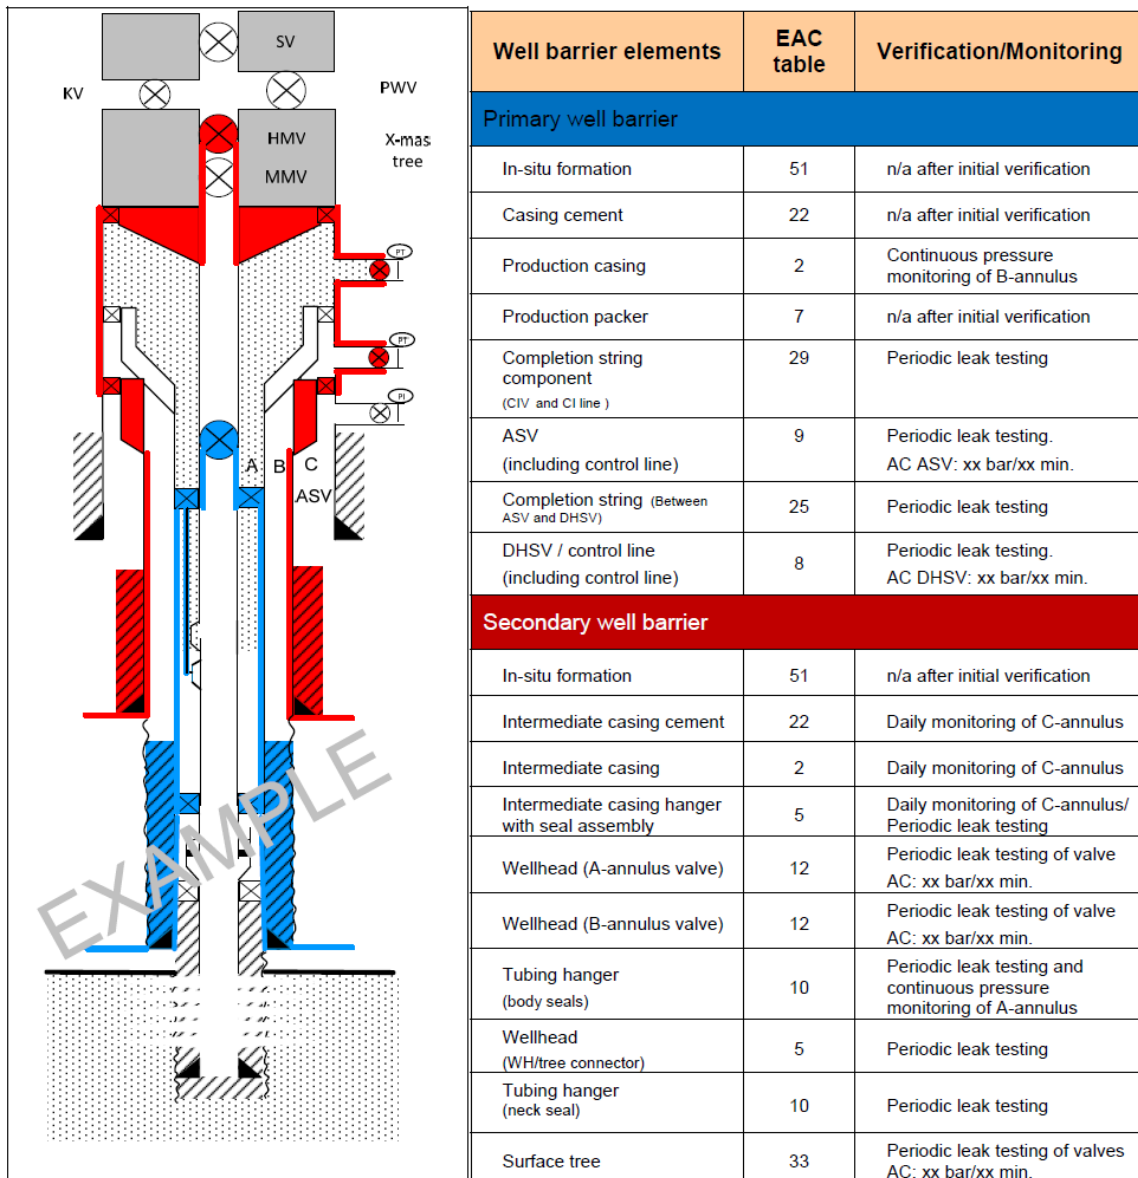 SV
KV
PWV
HMV
X-mas
tree
MMV
PT
PT
PI
A
B
C
ASV
EXAMPLE
Well barrier elements
EAC
table
Verification/Monitoring
Primary well barrier
In-situ formation
51
n/a after initial verification
Casing cement
22
n/a after initial verification
Production casing
2
Continuous pressure
monitoring of B-annulus
Production packer
7
n/a after initial verification
Completion string
component
(CIV and CI line )
29
Periodic leak testing
ASV
(including control line)
9
Periodic leak testing.
AC ASV: xx bar/xx min.
Completion string (Between
ASV and DHSV)
25
Periodic leak testing
DHSV / control line
(including control line)
8
Periodic leak testing.
AC DHSV: xx bar/xx min.
Secondary well barrier
In-situ formation
51
n/a after initial verification
Intermediate casing cement
22
Daily monitoring of C-annulus
Intermediate casing
2
Daily monitoring of C-annulus
Intermediate casing hanger
with seal assembly
5
Daily monitoring of C-annulus/
Periodic leak testing
Wellhead (A-annulus valve)
12
Periodic leak testing of valve
AC: xx bar/xx min.
Wellhead (B-annulus valve)
12
Periodic leak testing of valve
AC: xx bar/xx min.
Tubing hanger
(body seals)
10
Periodic leak testing and
continuous pressure
monitoring of A-annulus
Wellhead
(WH/tree connector)
5
Periodic leak testing
Tubing hanger
(neck seal)
10
Periodic leak testing
Surface tree
33
Periodic leak testing of valves
AC: xx bar/xx min.